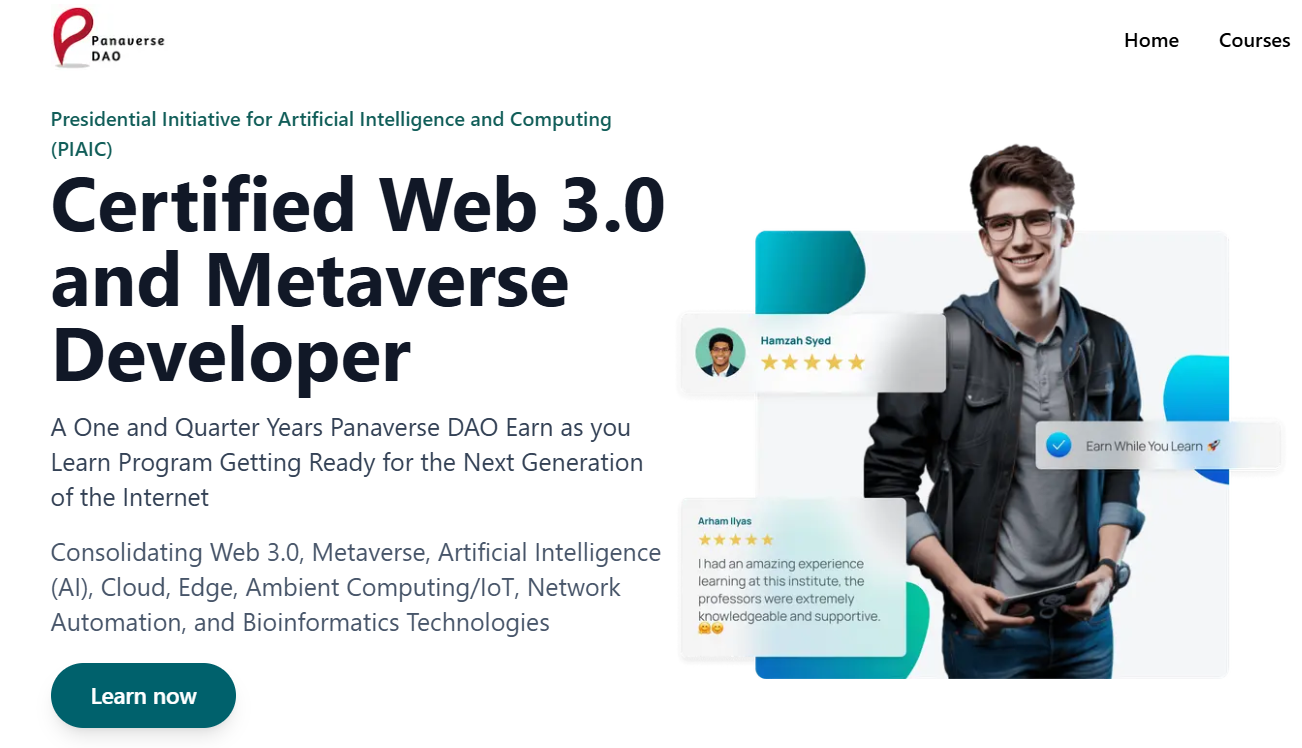 Panaverse
DAO
Home
Courses
Presidential Initiative for Artificial Intelligence and Computing
(PIAIC)
Certified Web 3.0
and Metaverse
Developer
A One and Quarter Years Panaverse DAO Earn as you
Learn Program Getting Ready for the Next Generation
of the Internet
Consolidating Web 3.0, Metaverse, Artificial Intelligence
(AI), Cloud, Edge, Ambient Computing/IoT, Network
Automation, and Bioinformatics Technologies
Learn now
Hamzah Syed
Earn While You Learn 🚀
Arham Ilyas
I had an amazing experience
learning at this institute, the
professors were extremely
knowledgeable and supportive.
🤗😊